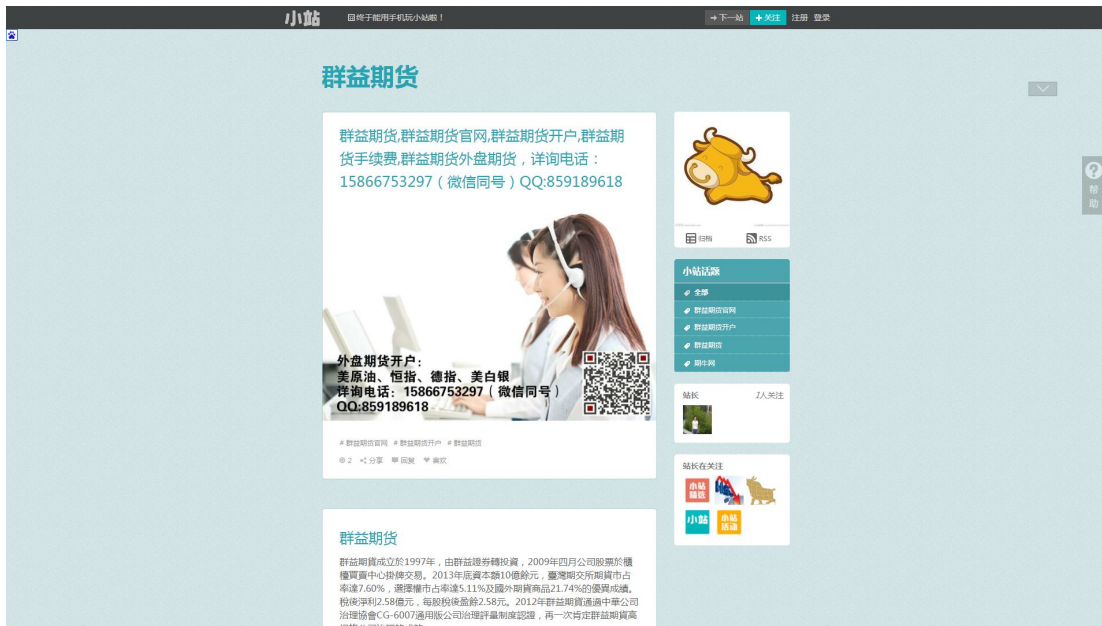 小站
终于能用手机玩小站啦！
下一站
关注
注册 登录
群益期货
群益期货,群益期货官网,群益期货开户,群益期
货手续费,群益期货外盘期货，详询电话：
15866753297（微信同号）QQ:859189618
外盘期货开户：
美原油、恒指、德指、美白银
详询电话：15866753297（微信同号）
QQ:859189618
# 群益期货官网 # 群益期货开户 # 群益期货
2 分享 回复 喜欢
群益期货
群益期貨成立於1997年，由群益證券轉投資，2009年四月公司股票於櫃
檯買賣中心掛牌交易。2013年底資本額10億餘元，臺灣期交所期貨市占
率達7.60%，選擇權市占率達5.11%及國外期貨商品21.74%的優異成績。
稅後淨利2.58億元，每股稅後盈餘2.58元。2012年群益期貨通過中華公司
治理協會CG-6007通用版公司治理評量制度認證，再一次肯定群益期貨高
归档 RSS
小站话题
全部
群益期货官网
群益期货开户
群益期货
期牛网
站长 1人关注
站长在关注
小站
精选
小站
小站
活动
帮
助